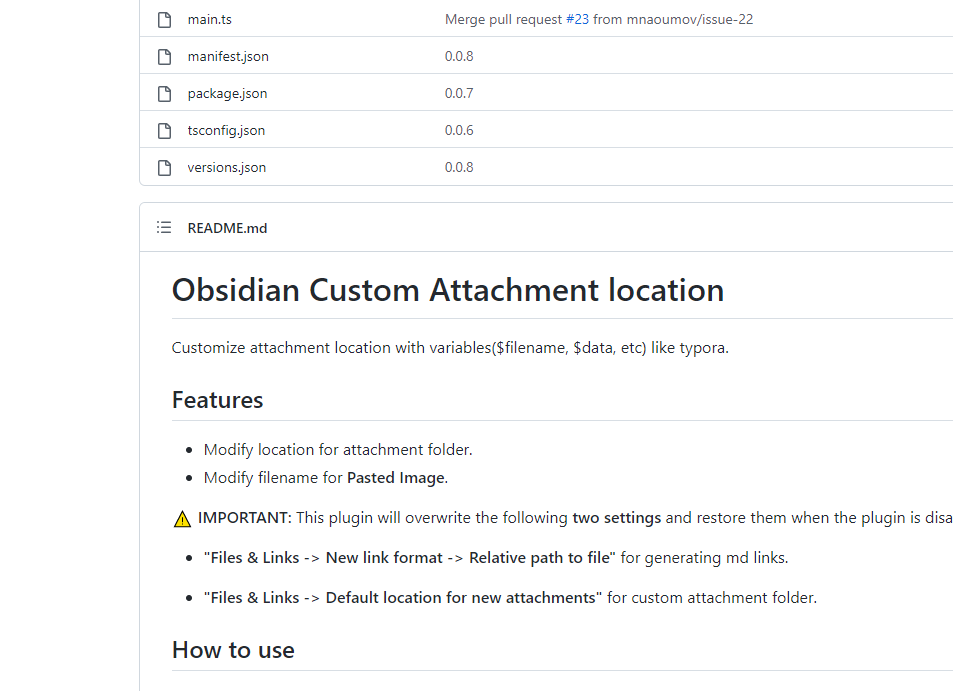 main.ts Merge pull request #23 from mnaoumov/issue-22
manifest.json 0.0.8
package.json 0.0.7
tsconfig.json 0.0.6
versions.json 0.0.8
README.md
Obsidian Custom Attachment location
Customize attachment location with variables($filename, $data, etc) like typora.
Features
Modify location for attachment folder.
Modify filename for Pasted Image.
IMPORTANT: This plugin will overwrite the following two settings and restore them when the plugin is disa
"Files & Links -> New link format -> Relative path to file" for generating md links.
"Files & Links -> Default location for new attachments" for custom attachment folder.
How to use